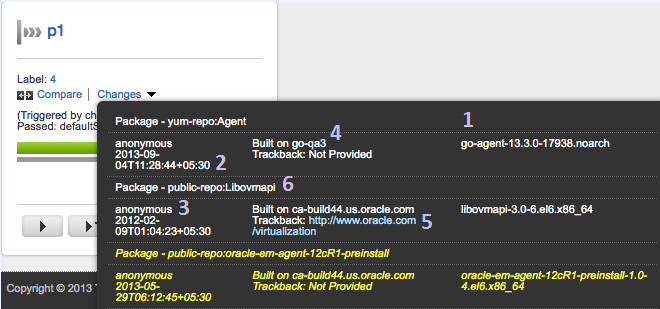 p1
Label: 4
Compare Changes
(Triggered by ch
Passed: defaultS
Package - yum-repo:Agent 1
anonymous Built on go-qa3 4 go-agent-13.3.0-17938.noarch
2013-09- Trackback: Not Provided
04T11:28:44+05:30 2
Package - public-repo:Libovmapi 6
anonymous 3 Built on ca-build44.us.oracle.com libovmapi-3.0-6.el6.x86_64
2012-02- Trackback: http://www.oracle.com 5
09T01:04:23+05:30 /virtualization
Package - public-repo:oracle-em-agent-12cR1-preinstall
anonymous Built on ca-build44.us.oracle.com oracle-em-agent-12cR1-preinstall-1.0-
2013-05- Trackback: Not Provided 4.el6.x86_64
29T06:12:45+05:30
Copyright © 2013 T